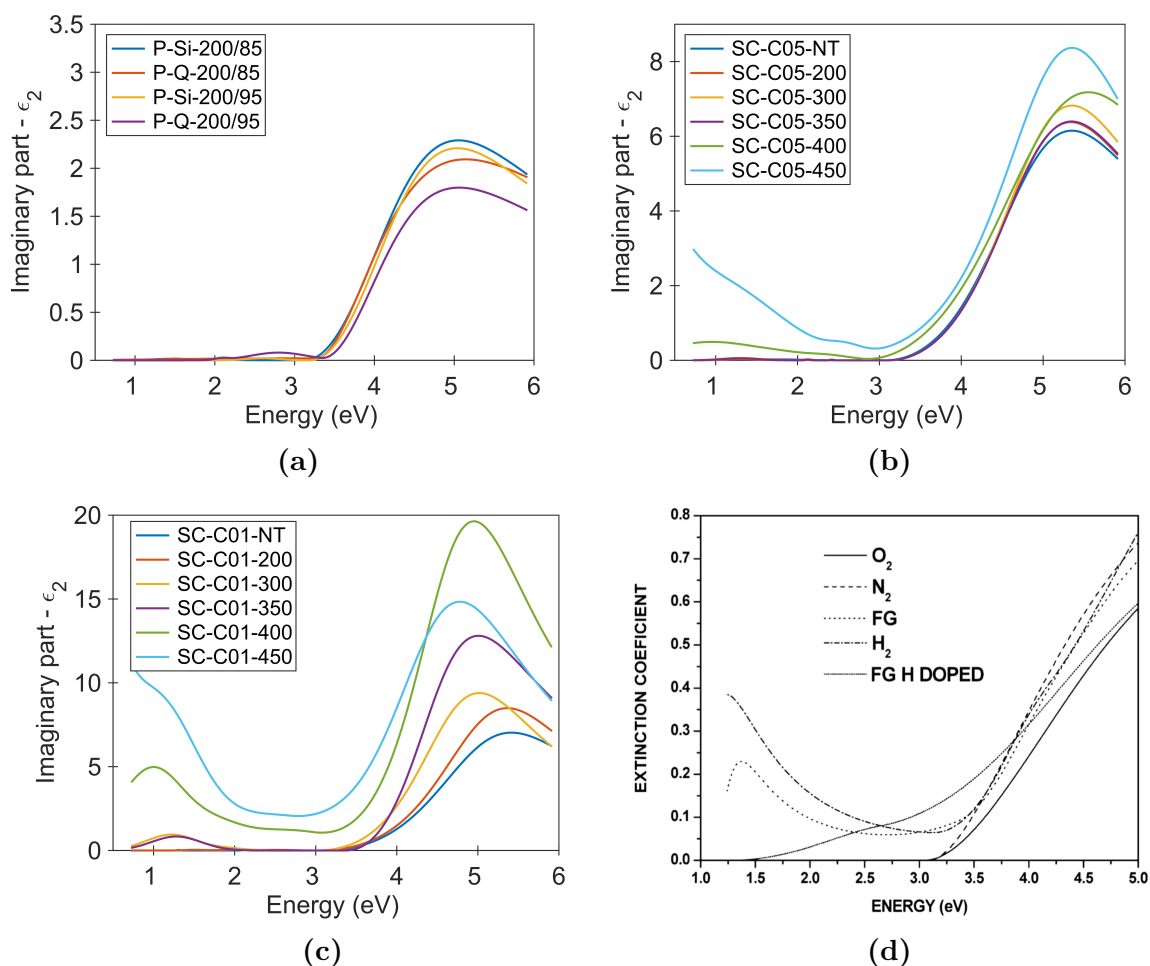 3.5
3
2.5
2
1.5
1
0.5
0
Imaginary part - ϵ₂
P-Si-200/85
P-Q-200/85
P-Si-200/95
P-Q-200/95
1 2 3 4 5 6
Energy (eV)
(a)
8
6
4
2
0
Imaginary part - ϵ₂
SC-C05-NT
SC-C05-200
SC-C05-300
SC-C05-350
SC-C05-400
SC-C05-450
1 2 3 4 5 6
Energy (eV)
(b)
20
15
10
5
0
Imaginary part - ϵ₂
SC-C01-NT
SC-C01-200
SC-C01-300
SC-C01-350
SC-C01-400
SC-C01-450
1 2 3 4 5 6
Energy (eV)
(c)
0.8
0.7
0.6
0.5
0.4
0.3
0.2
0.1
0.0
EXTINCTION COEFICIENT
O₂
N₂
FG
H₂
FG H DOPED
1.0 1.5 2.0 2.5 3.0 3.5 4.0 4.5 5.0
ENERGY (eV)
(d)